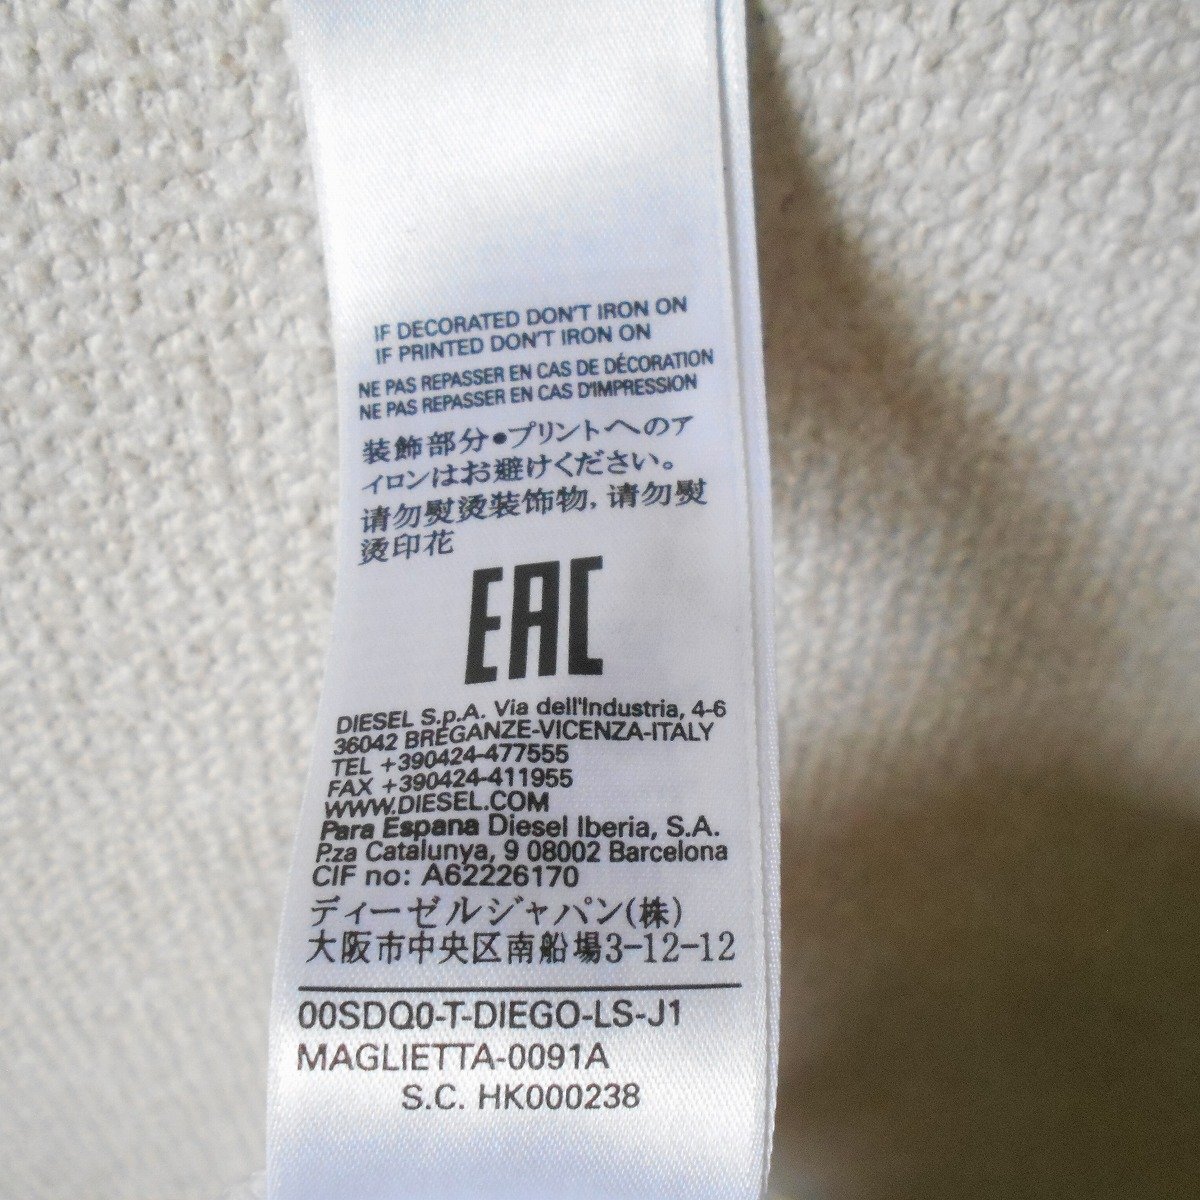 IF DECORATED DON'T IRON ON
IF PRINTED DON'T IRON ON
NE PAS REPASSER EN CAS DE DÉCORATION
NE PAS REPASSER EN CAS D'IMPRESSION
装飾部分●プリントへのア
イロンはお避けください。
请勿熨烫装饰物,请勿熨
烫印花
EAC
DIESEL S.p.A. Via dell'Industria, 4-6
36042 BREGANZE-VICENZA-ITALY
TEL +390424-477555
FAX +390424-411955
WWW.DIESEL.COM
Para Espana Diesel Iberia, S.A.
P.za Catalunya, 9 08002 Barcelona
CIF no: A62226170
ディーゼルジャパン(株)
大阪市中央区南船場3-12-12
00SDQ0-T-DIEGO-LS-J1
MAGLIETTA-0091A
S.C. HK000238